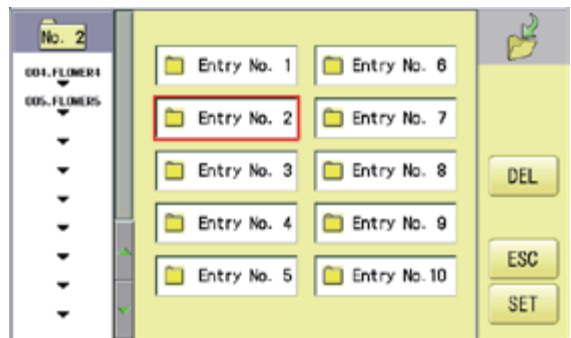 No. 2
004.FLOWER4
005.FLOWER5
Entry No. 1
Entry No. 2
Entry No. 3
Entry No. 4
Entry No. 5
Entry No. 6
Entry No. 7
Entry No. 8
Entry No. 9
Entry No. 10
DEL
ESC
SET